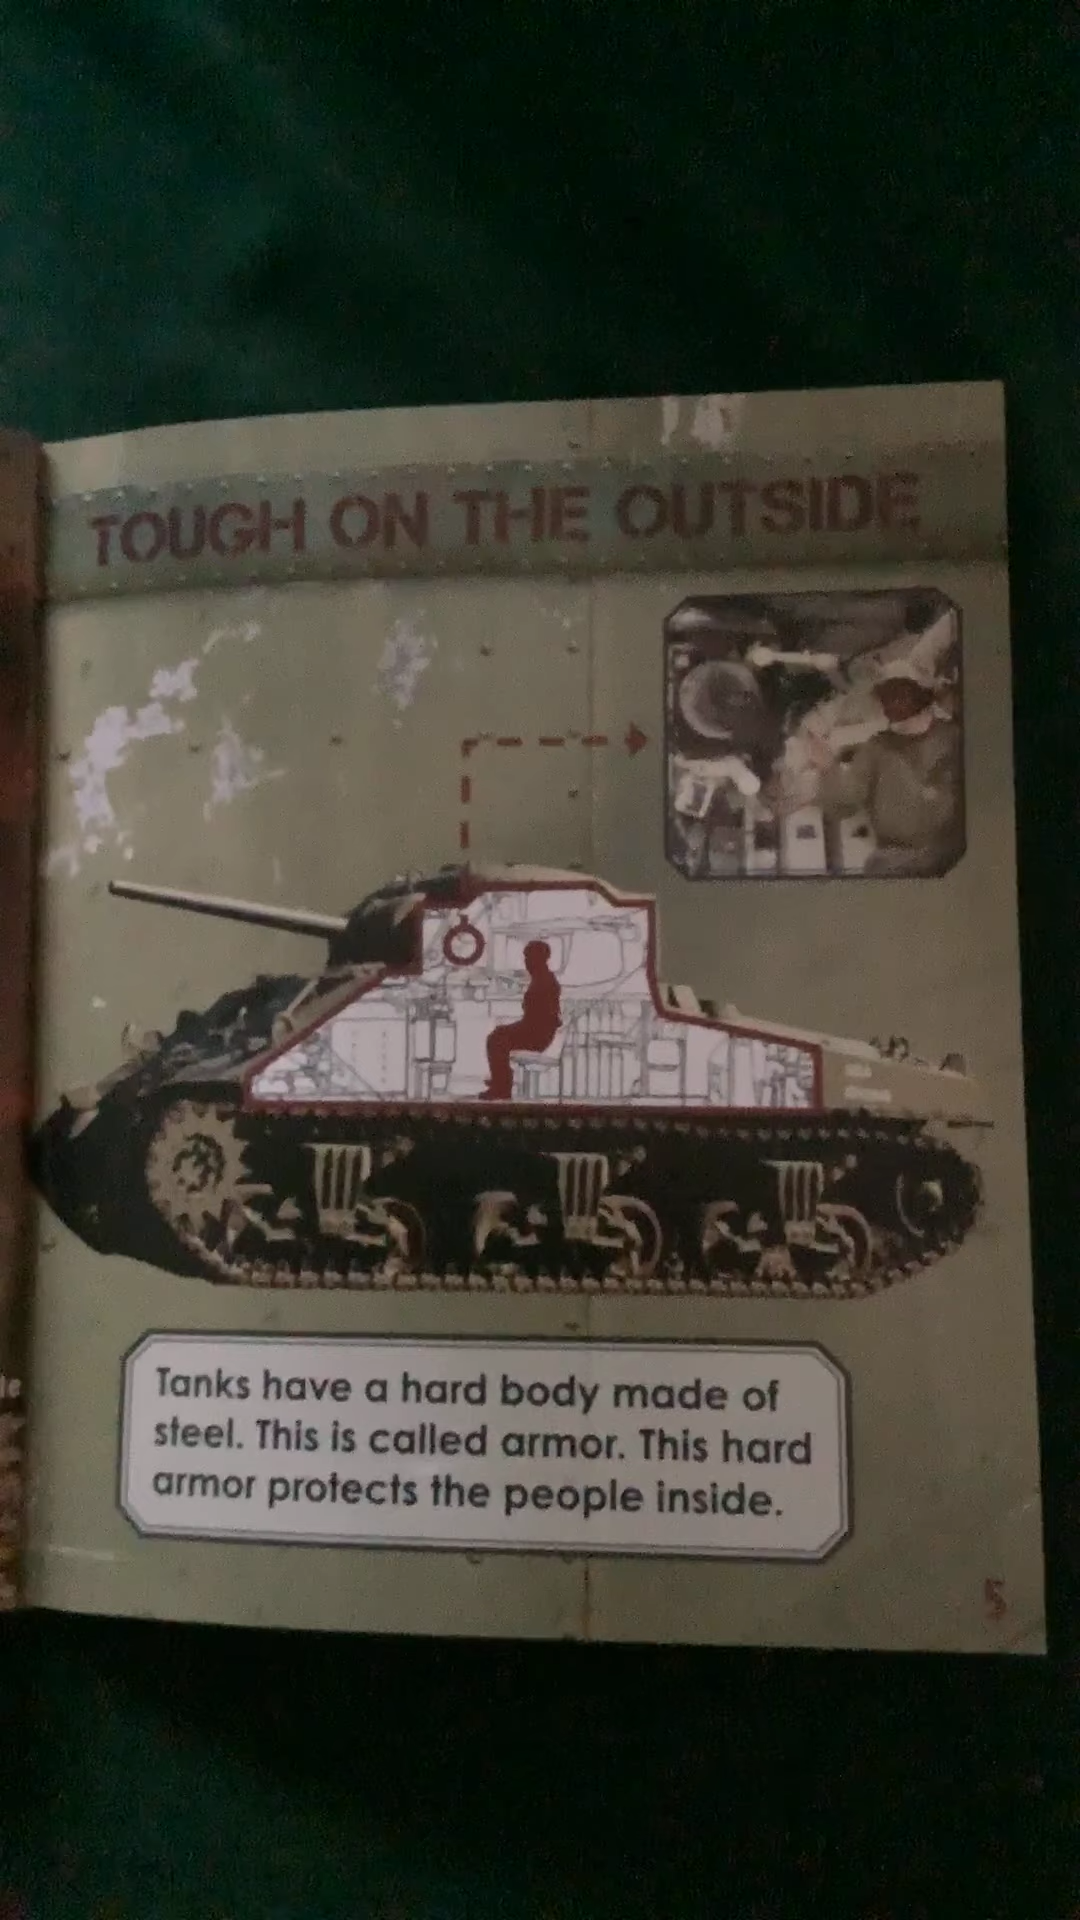 TOUGH ON THE OUTSIDE
Tanks have a hard body made of
steel. This is called armor. This hard
armor protects the people inside.
5